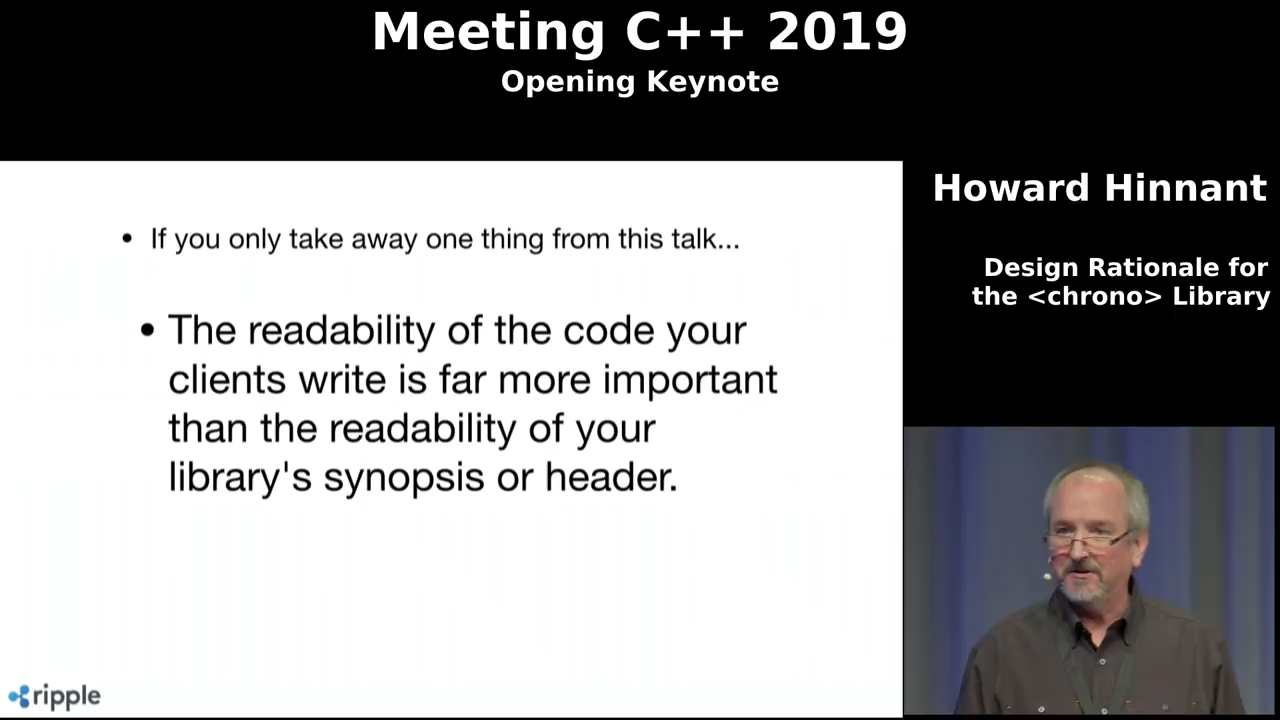 Meeting C++ 2019
Opening Keynote
• If you only take away one thing from this talk...
• The readability of the code your
clients write is far more important
than the readability of your
library's synopsis or header.
ripple
Howard Hinnant
Design Rationale for
the <chrono> Library